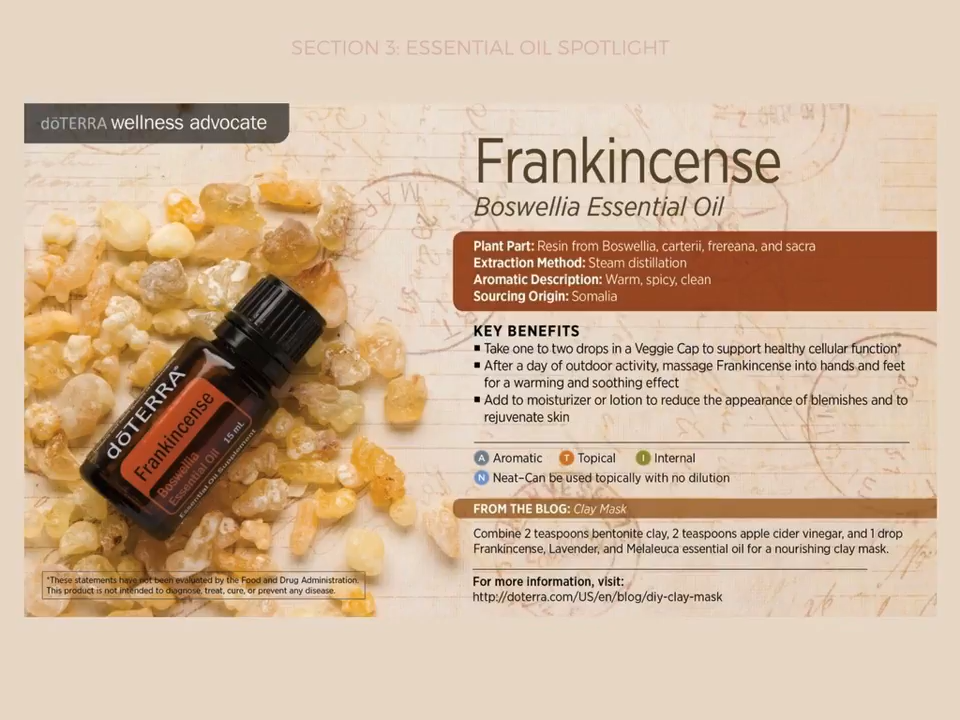 SECTION 3: ESSENTIAL OIL SPOTLIGHT
dōTERRA wellness advocate
Frankincense
Boswellia Essential Oil
Plant Part: Resin from Boswellia, carterii, frereana, and sacra
Extraction Method: Steam distillation
Aromatic Description: Warm, spicy, clean
Sourcing Origin: Somalia
KEY BENEFITS
▪ Take one to two drops in a Veggie Cap to support healthy cellular function*
▪ After a day of outdoor activity, massage Frankincense into hands and feet
for a warming and soothing effect
▪ Add to moisturizer or lotion to reduce the appearance of blemishes and to
rejuvenate skin
A Aromatic T Topical I Internal
N Neat–Can be used topically with no dilution
FROM THE BLOG: Clay Mask
Combine 2 teaspoons bentonite clay, 2 teaspoons apple cider vinegar, and 1 drop
Frankincense, Lavender, and Melaleuca essential oil for a nourishing clay mask.
For more information, visit:
http://doterra.com/US/en/blog/diy-clay-mask
dōTERRA®
Frankincense
Boswellia
Essential Oil 15 mL
Essential Oil Supplement
*These statements have not been evaluated by the Food and Drug Administration.
This product is not intended to diagnose, treat, cure, or prevent any disease.